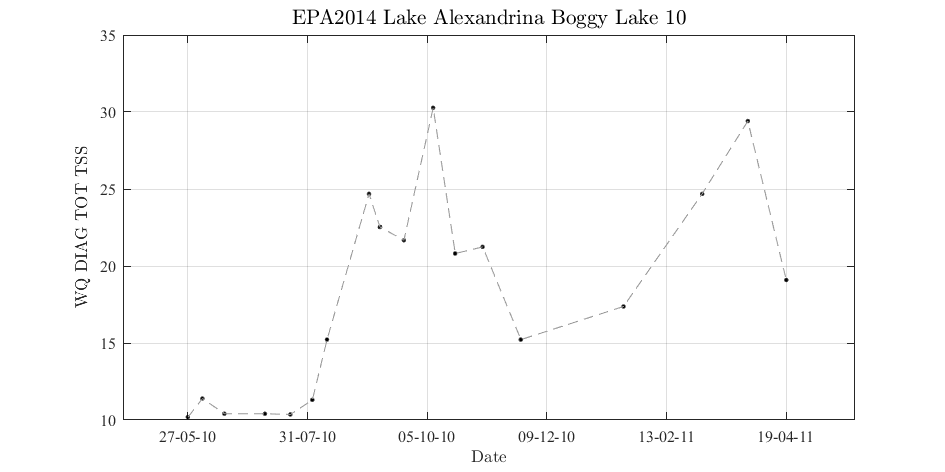 EPA2014 Lake Alexandrina Boggy Lake 10
35
30
25
20
15
10
WQ DIAG TOT TSS
27-05-10 31-07-10 05-10-10 09-12-10 13-02-11 19-04-11
Date